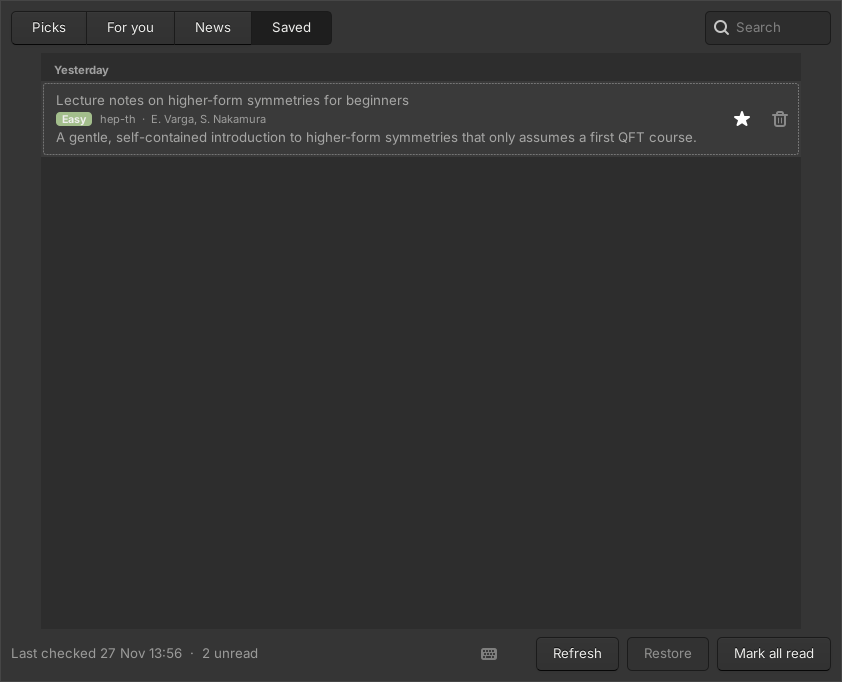 Picks
For you
News
Saved
Search
Yesterday
Lecture notes on higher-form symmetries for beginners
Easy hep-th · E. Varga, S. Nakamura
A gentle, self-contained introduction to higher-form symmetries that only assumes a first QFT course.
Last checked 27 Nov 13:56 · 2 unread
Refresh
Restore
Mark all read